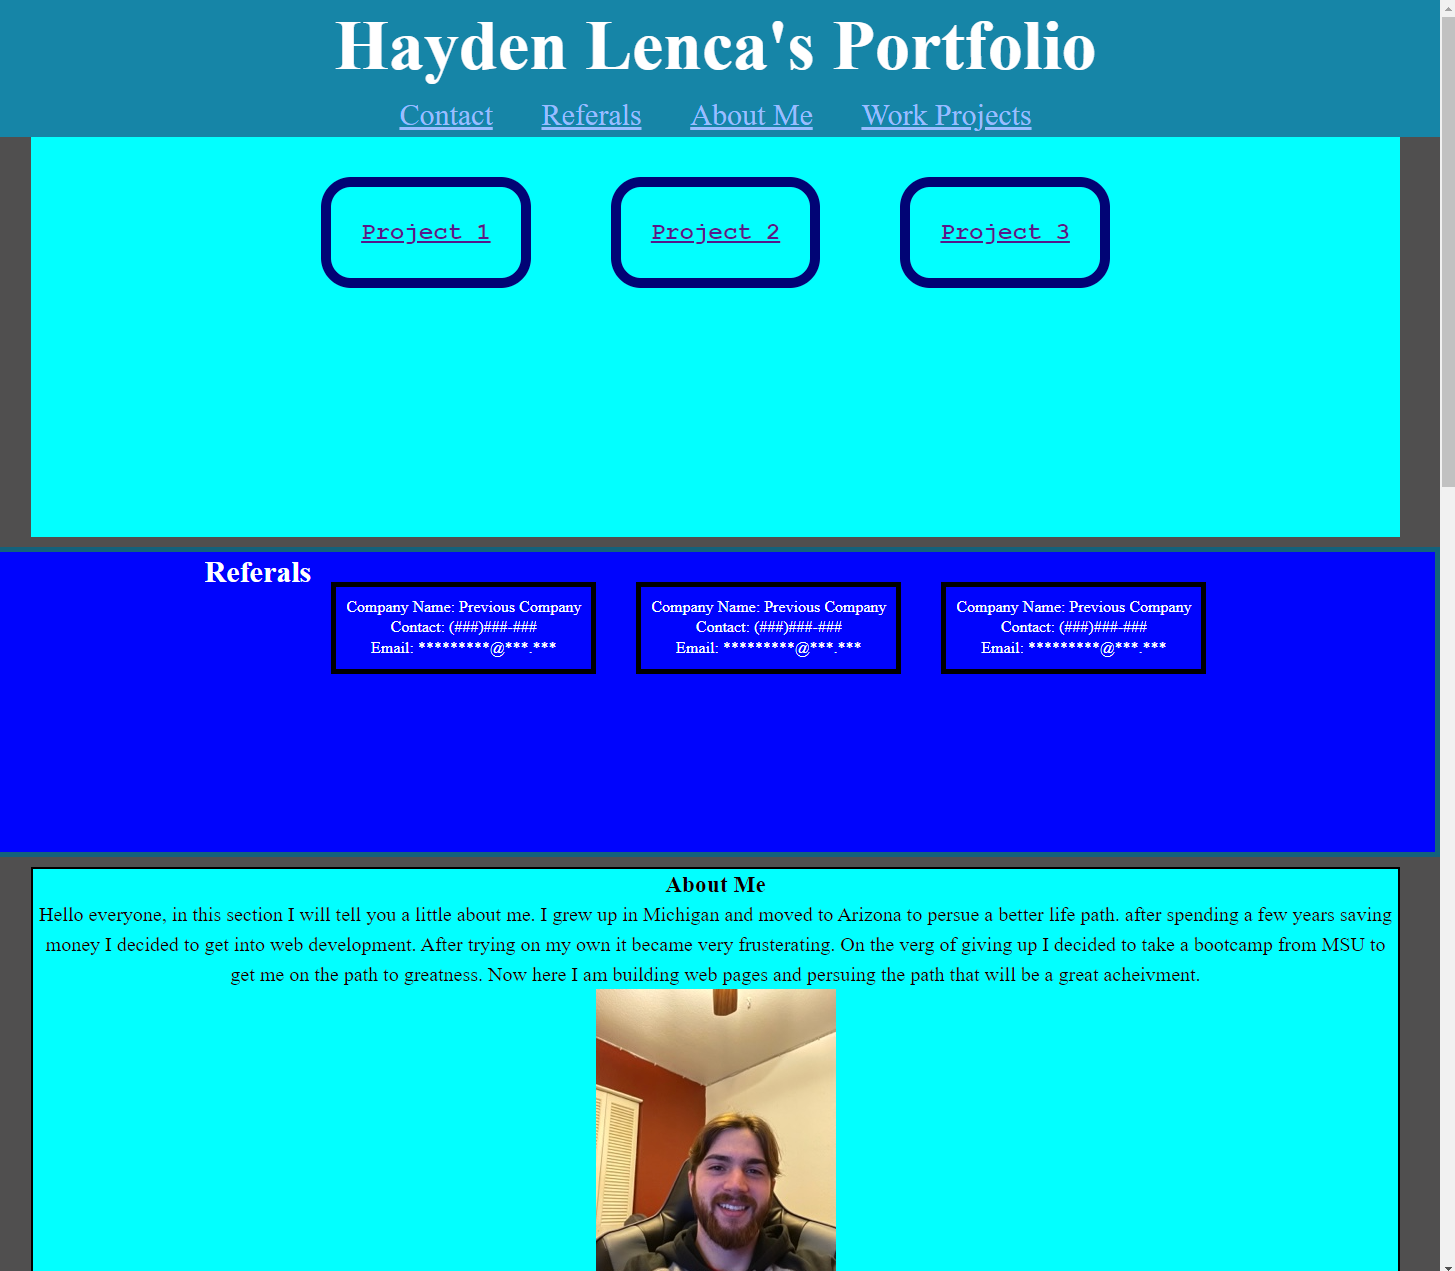 Hayden Lenca's Portfolio
Contact Referals About Me Work Projects
Project 1 Project 2 Project 3
Referals
Company Name: Previous Company
Contact: (###)###-###
Email: *********@***.***
Company Name: Previous Company
Contact: (###)###-###
Email: *********@***.***
Company Name: Previous Company
Contact: (###)###-###
Email: *********@***.***
About Me
Hello everyone, in this section I will tell you a little about me. I grew up in Michigan and moved to Arizona to persue a better life path. after spending a few years saving
money I decided to get into web development. After trying on my own it became very frusterating. On the verg of giving up I decided to take a bootcamp from MSU to
get me on the path to greatness. Now here I am building web pages and persuing the path that will be a great acheivment.